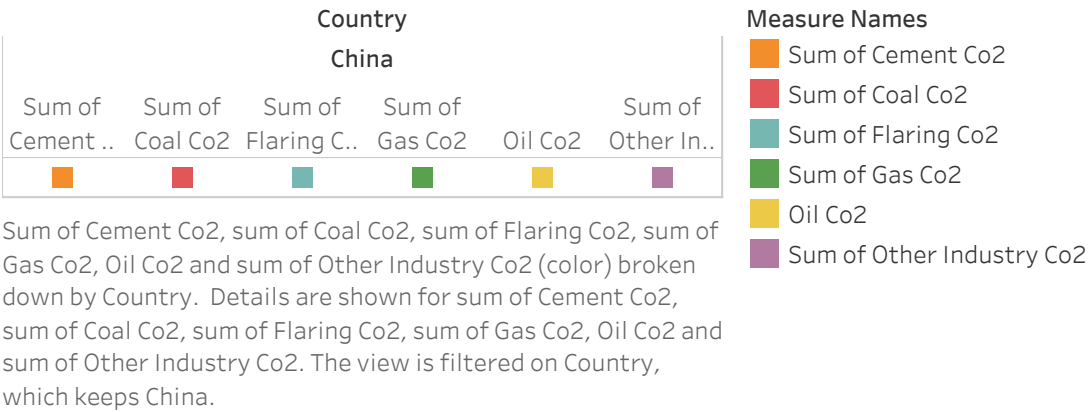 Country
China
Sum of Cement ..
Sum of Coal Co2
Sum of Flaring C..
Sum of Gas Co2
Oil Co2
Sum of Other In..
Sum of Cement Co2, sum of Coal Co2, sum of Flaring Co2, sum of
Gas Co2, Oil Co2 and sum of Other Industry Co2 (color) broken
down by Country.  Details are shown for sum of Cement Co2,
sum of Coal Co2, sum of Flaring Co2, sum of Gas Co2, Oil Co2 and
sum of Other Industry Co2. The view is filtered on Country,
which keeps China.
Measure Names
Sum of Cement Co2
Sum of Coal Co2
Sum of Flaring Co2
Sum of Gas Co2
Oil Co2
Sum of Other Industry Co2